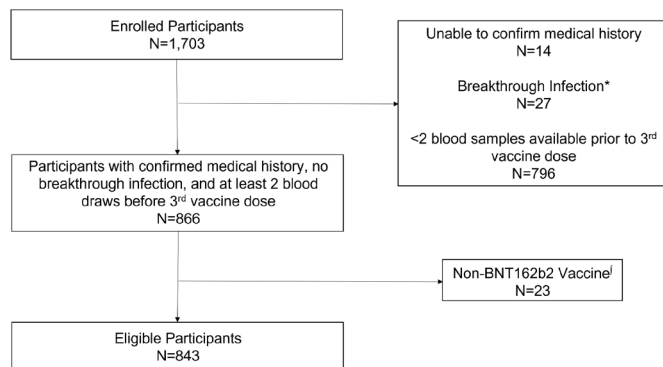 Enrolled Participants
N=1,703
Unable to confirm medical history
N=14
Breakthrough Infection*
N=27
<2 blood samples available prior to 3rd
vaccine dose
N=796
Participants with confirmed medical history, no
breakthrough infection, and at least 2 blood
draws before 3rd vaccine dose
N=866
Non-BNT162b2 Vaccine⨛
N=23
Eligible Participants
N=843